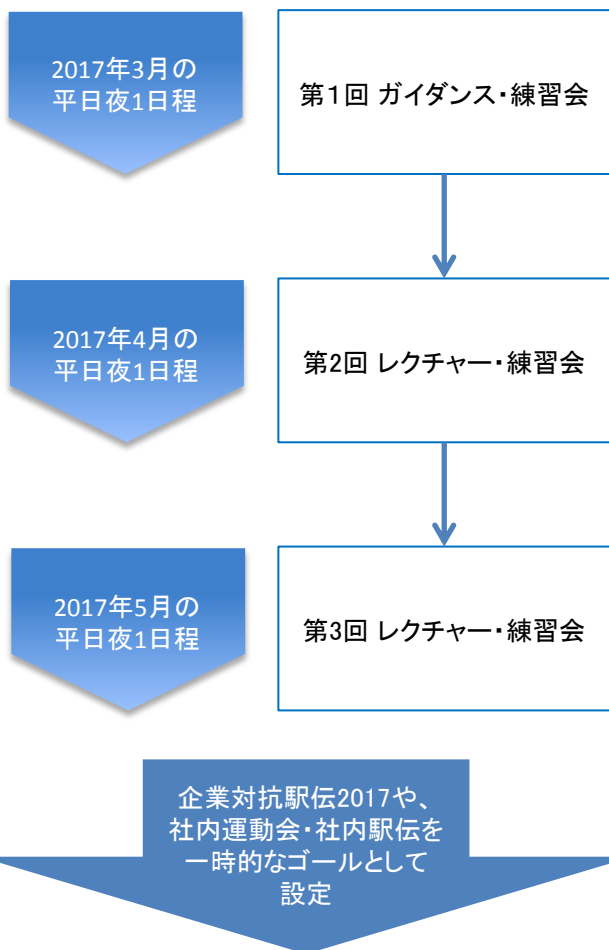 2017年3月の
平日夜1日程
第1回 ガイダンス・練習会
2017年4月の
平日夜1日程
第2回 レクチャー・練習会
2017年5月の
平日夜1日程
第3回 レクチャー・練習会
企業対抗駅伝2017や、
社内運動会・社内駅伝を
一時的なゴールとして
設定